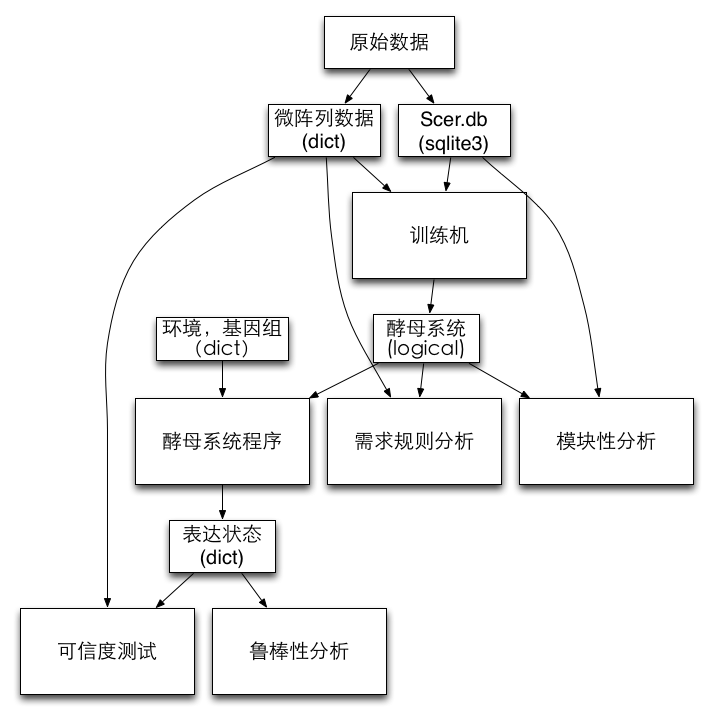 原始数据
微阵列数据
(dict)
Scer.db
(sqlite3)
训练机
环境，基因组
（dict）
酵母系统
(logical)
酵母系统程序
需求规则分析
模块性分析
表达状态
(dict)
可信度测试
鲁棒性分析